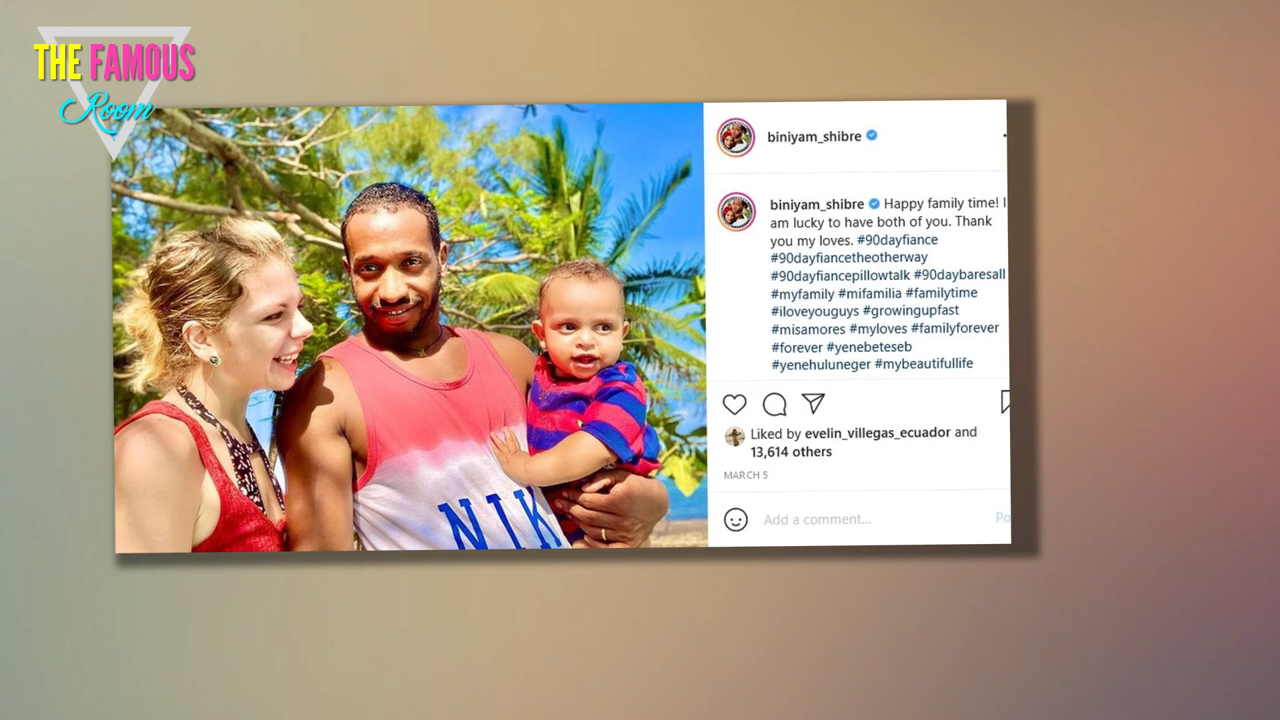 THE FAMOUS
Room
biniyam_shibre
biniyam_shibre Happy family time! I
am lucky to have both of you. Thank
you my loves. #90dayfiance
#90dayfiancetheotherway
#90dayfiancepillowtalk #90daybaresall
#myfamily #mifamilia #familytime
#iloveyouguys #growingupfast
#misamores #myloves #familyforever
#forever #yenebeteseb
#yenehuluneger #mybeautifullife
Liked by evelin_villegas_ecuador and
13,614 others
MARCH 5
Add a comment...
Po
NIK